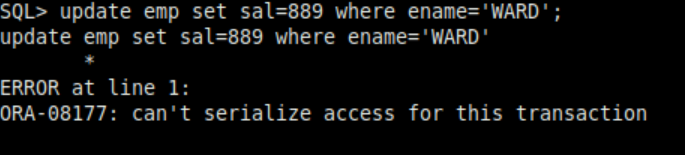 SQL> update emp set sal=889 where ename='WARD';
update emp set sal=889 where ename='WARD'
       *
ERROR at line 1:
ORA-08177: can't serialize access for this transaction